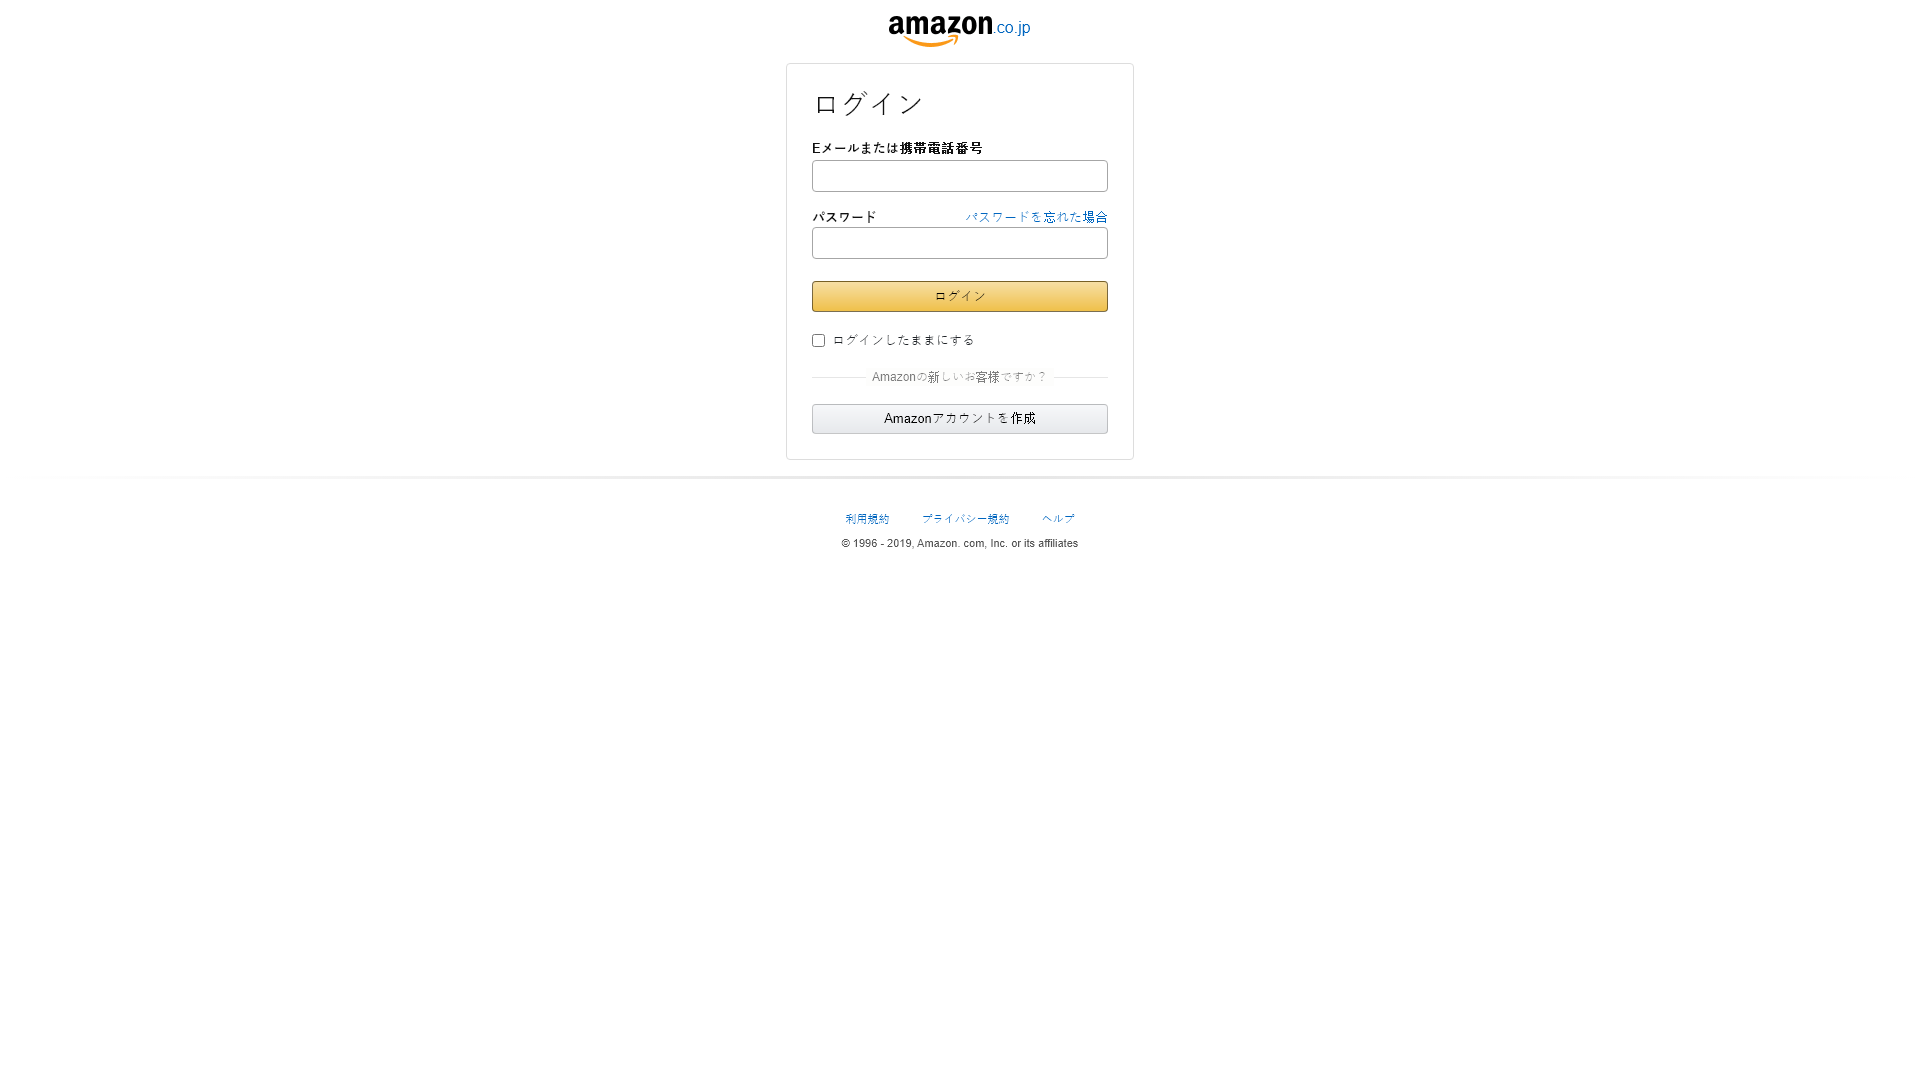 amazon.co.jp
ログイン
Eメールまたは携帯電話番号
パスワード パスワードを忘れた場合
ログイン
ログインしたままにする
Amazonの新しいお客様ですか？
Amazonアカウントを作成
利用規約 プライバシー規約 ヘルプ
© 1996 - 2019, Amazon. com, Inc. or its affiliates